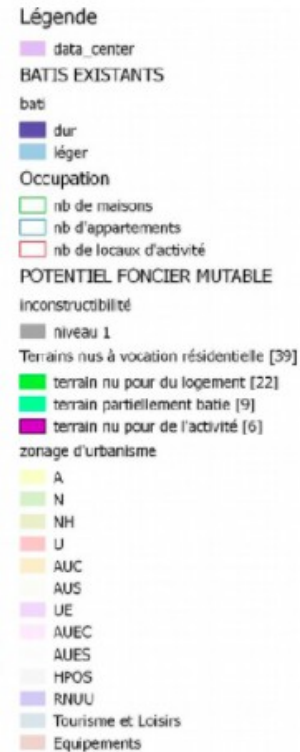 Légende
data_center
BATIS EXISTANTS
bati
dur
léger
Occupation
nb de maisons
nb d'appartements
nb de locaux d'activité
POTENTIEL FONCIER MUTABLE
inconstructibilité
niveau 1
Terrains nus à vocation résidentielle [39]
terrain nu pour du logement [22]
terrain partiellement batie [9]
terrain nu pour de l'activité [6]
zonage d'urbanisme
A
N
NH
U
AUC
AUS
UE
AUEC
AUES
HPOS
RNUU
Tourisme et Loisirs
Equipements